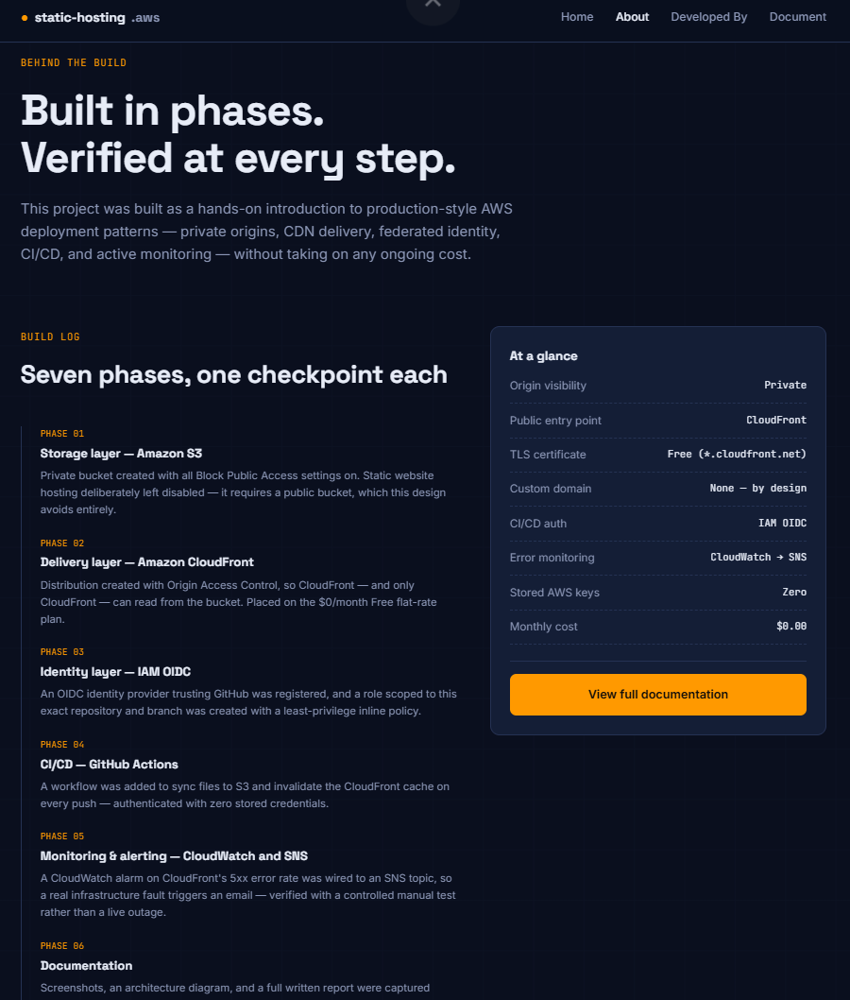 static-hosting .aws
Home About Developed By Document
BEHIND THE BUILD
Built in phases.
Verified at every step.
This project was built as a hands-on introduction to production-style AWS
deployment patterns — private origins, CDN delivery, federated identity,
CI/CD, and active monitoring — without taking on any ongoing cost.
BUILD LOG
Seven phases, one checkpoint each
PHASE 01
Storage layer — Amazon S3
Private bucket created with all Block Public Access settings on. Static website
hosting deliberately left disabled — it requires a public bucket, which this design
avoids entirely.
PHASE 02
Delivery layer — Amazon CloudFront
Distribution created with Origin Access Control, so CloudFront — and only
CloudFront — can read from the bucket. Placed on the $0/month Free flat-rate
plan.
PHASE 03
Identity layer — IAM OIDC
An OIDC identity provider trusting GitHub was registered, and a role scoped to this
exact repository and branch was created with a least-privilege inline policy.
PHASE 04
CI/CD — GitHub Actions
A workflow was added to sync files to S3 and invalidate the CloudFront cache on
every push — authenticated with zero stored credentials.
PHASE 05
Monitoring & alerting — CloudWatch and SNS
A CloudWatch alarm on CloudFront's 5xx error rate was wired to an SNS topic, so
a real infrastructure fault triggers an email — verified with a controlled manual test
rather than a live outage.
PHASE 06
Documentation
Screenshots, an architecture diagram, and a full written report were captured
At a glance
Origin visibility Private
Public entry point CloudFront
TLS certificate Free (*.cloudfront.net)
Custom domain None — by design
CI/CD auth IAM OIDC
Error monitoring CloudWatch → SNS
Stored AWS keys Zero
Monthly cost $0.00
View full documentation